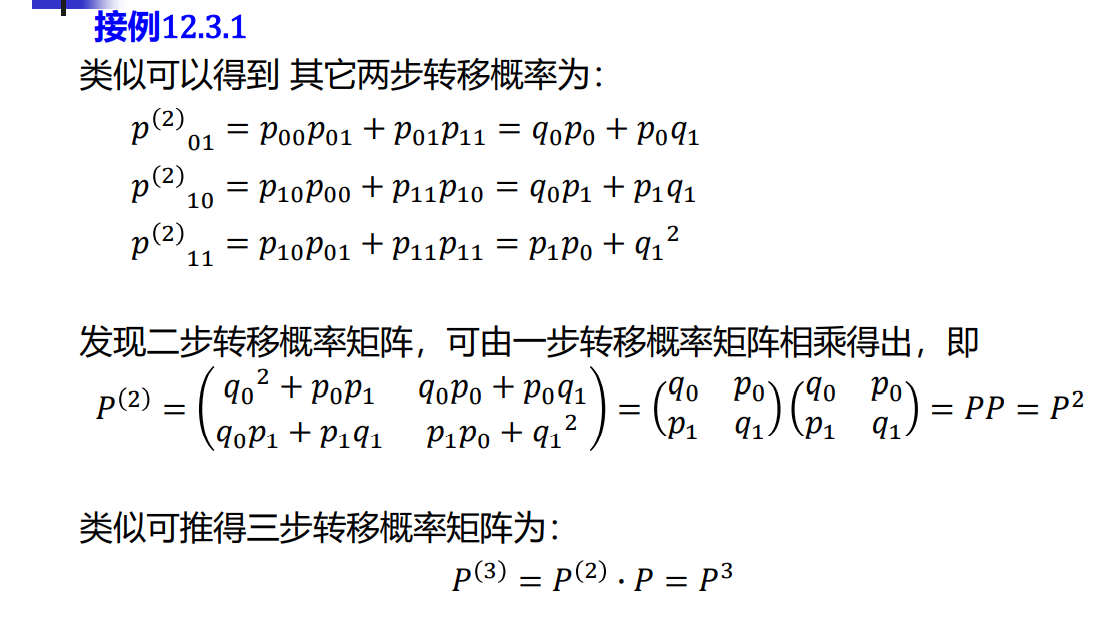 接例12.3.1
类似可以得到 其它两步转移概率为：
p^{(2)}_{01} = p_{00}p_{01} + p_{01}p_{11} = q_0p_0 + p_0q_1
p^{(2)}_{10} = p_{10}p_{00} + p_{11}p_{10} = q_0p_1 + p_1q_1
p^{(2)}_{11} = p_{10}p_{01} + p_{11}p_{11} = p_1p_0 + q_1^2
发现二步转移概率矩阵，可由一步转移概率矩阵相乘得出，即
P^{(2)} = \begin{pmatrix} q_0^2 + p_0p_1 & q_0p_0 + p_0q_1 \\ q_0p_1 + p_1q_1 & p_1p_0 + q_1^2 \end{pmatrix} = \begin{pmatrix} q_0 & p_0 \\ p_1 & q_1 \end{pmatrix} \begin{pmatrix} q_0 & p_0 \\ p_1 & q_1 \end{pmatrix} = PP = P^2
类似可推得三步转移概率矩阵为：
P^{(3)} = P^{(2)} · P = P^3